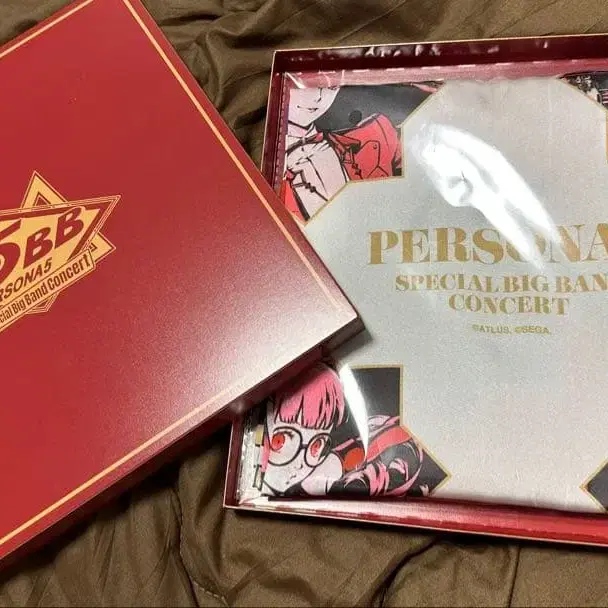 5BB
PERSONA5
Special Big Band Concert
PERSONA
SPECIAL BIG BAN
CONCERT
©ATLUS. ©SEGA.